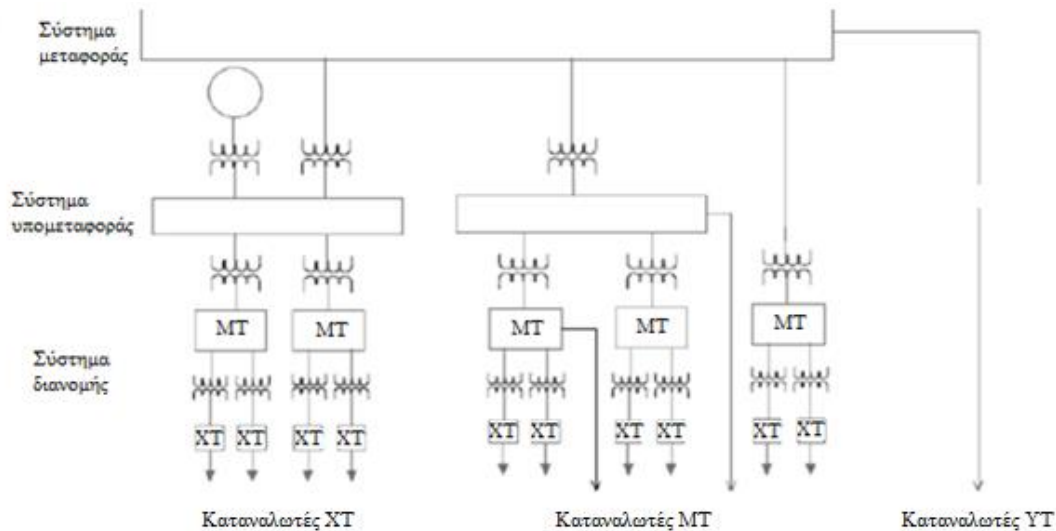 Σύστημα
μεταφοράς
Σύστημα
υπομεταφοράς
ΜΤ ΜΤ ΜΤ ΜΤ ΜΤ
Σύστημα
διανομής
ΧΤ ΧΤ ΧΤ ΧΤ ΧΤ ΧΤ ΧΤ ΧΤ ΧΤ ΧΤ
Καταναλωτές ΧΤ Καταναλωτές ΜΤ Καταναλωτές ΥΤ